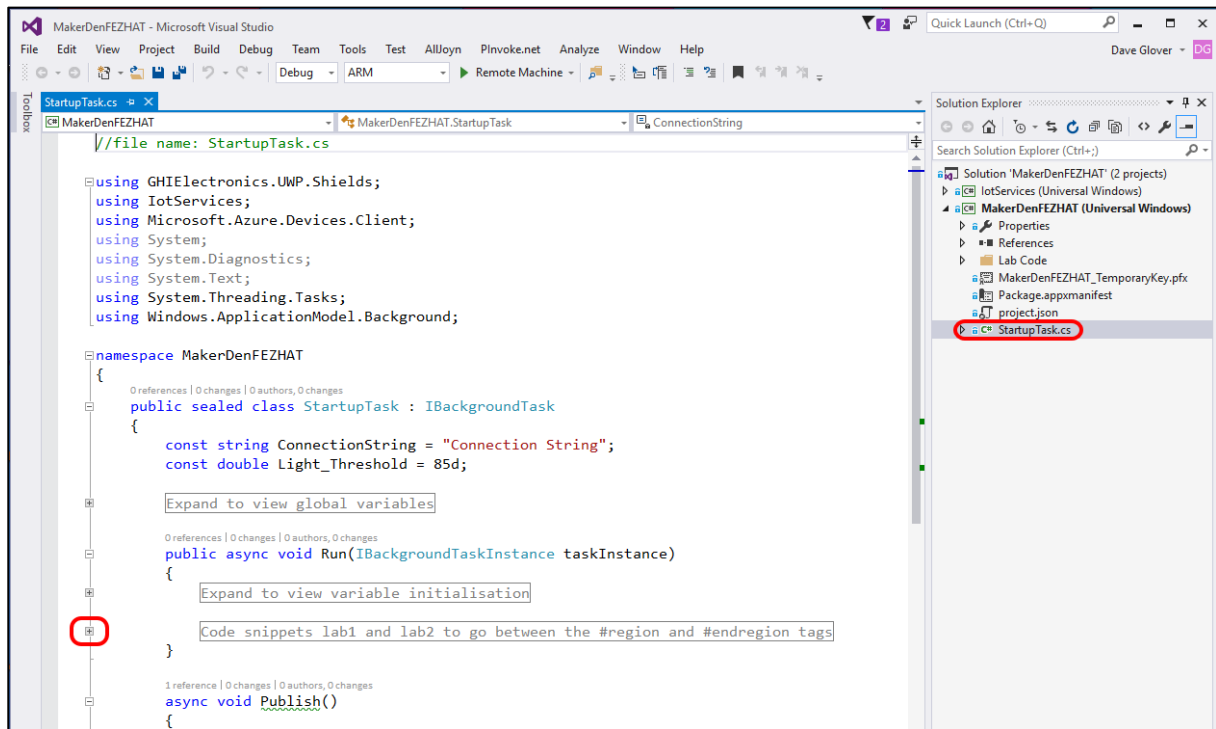 MakerDenFEZHAT - Microsoft Visual Studio
2
Quick Launch (Ctrl+Q)
File Edit View Project Build Debug Team Tools Test AllJoyn PInvoke.net Analyze Window Help
Dave Glover
DG
Debug ARM Remote Machine
Toolbox
StartupTask.cs
MakerDenFEZHAT MakerDenFEZHAT.StartupTask ConnectionString
//file name: StartupTask.cs
using GHIElectronics.UWP.Shields;
using IotServices;
using Microsoft.Azure.Devices.Client;
using System;
using System.Diagnostics;
using System.Text;
using System.Threading.Tasks;
using Windows.ApplicationModel.Background;
namespace MakerDenFEZHAT
{
0 references | 0 changes | 0 authors, 0 changes
public sealed class StartupTask : IBackgroundTask
{
const string ConnectionString = "Connection String";
const double Light_Threshold = 85d;
Expand to view global variables
0 references | 0 changes | 0 authors, 0 changes
public async void Run(IBackgroundTaskInstance taskInstance)
{
Expand to view variable initialisation
Code snippets lab1 and lab2 to go between the #region and #endregion tags
}
1 reference | 0 changes | 0 authors, 0 changes
async void Publish()
{
Solution Explorer
Search Solution Explorer (Ctrl+;)
Solution 'MakerDenFEZHAT' (2 projects)
C# IotServices (Universal Windows)
C# MakerDenFEZHAT (Universal Windows)
Properties
References
Lab Code
MakerDenFEZHAT_TemporaryKey.pfx
Package.appxmanifest
project.json
C# StartupTask.cs